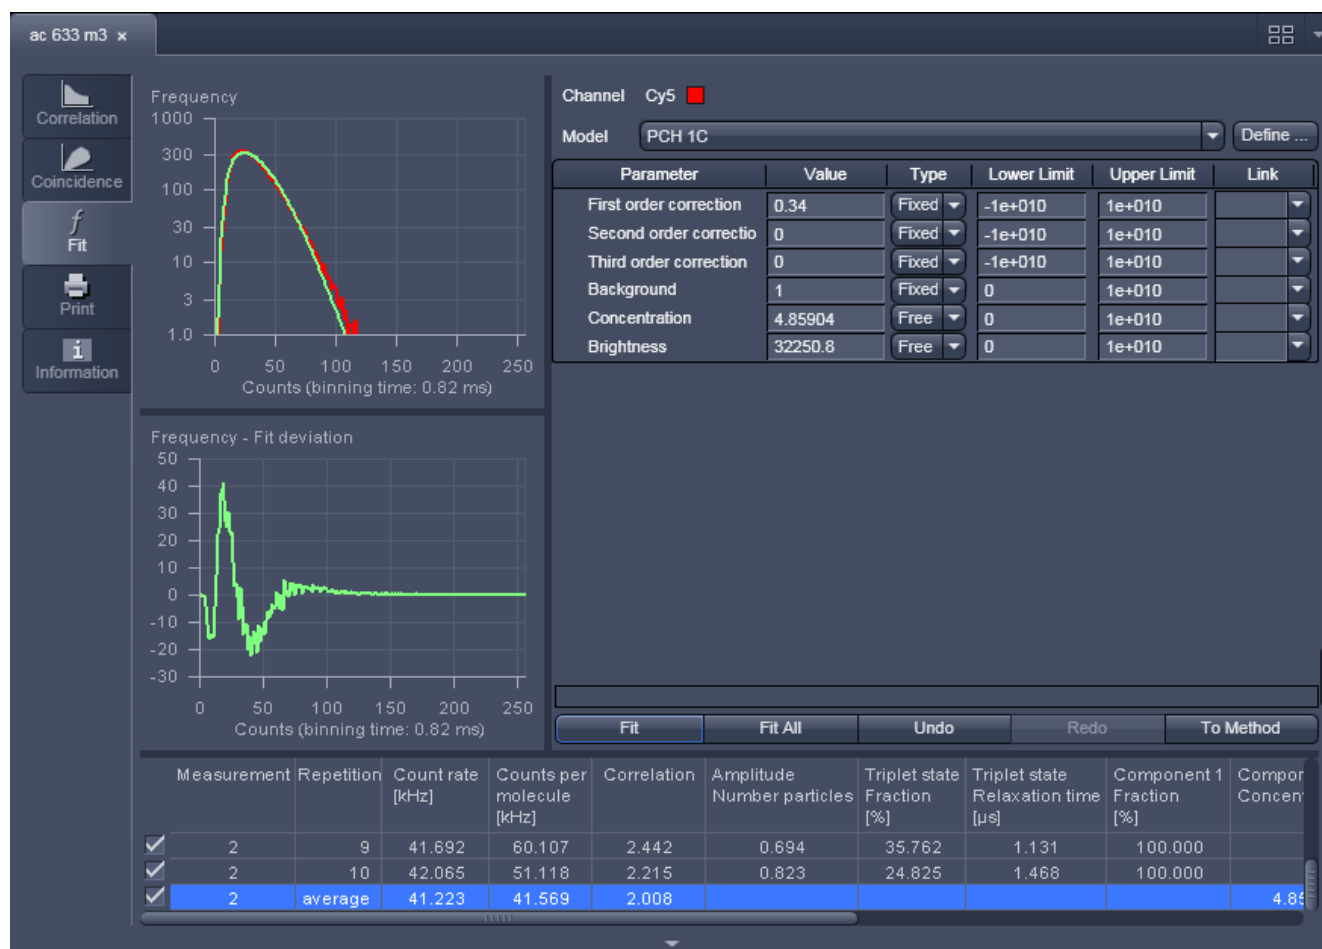 ac 633 m3 ×
Correlation
Coincidence
f
Fit
Print
i
Information
Frequency
1000
300
100
30
10
3
1.0
0 50 100 150 200 250
Counts (binning time: 0.82 ms)
Frequency - Fit deviation
50
40
30
20
10
0
-10
-20
-30
0 50 100 150 200 250
Counts (binning time: 0.82 ms)
Channel Cy5
Model PCH 1C Define ...
Parameter Value Type Lower Limit Upper Limit Link
First order correction 0.34 Fixed -1e+010 1e+010
Second order correctio 0 Fixed -1e+010 1e+010
Third order correction 0 Fixed -1e+010 1e+010
Background 1 Fixed 0 1e+010
Concentration 4.85904 Free 0 1e+010
Brightness 32250.8 Free 0 1e+010
Fit Fit All Undo Redo To Method
Measurement Repetition Count rate Counts per Correlation Amplitude Triplet state Triplet state Component 1 Compor
[kHz] molecule Number particles Fraction Relaxation time Fraction Concen
[kHz] [%] [µs] [%]
2 9 41.692 60.107 2.442 0.694 35.762 1.131 100.000
2 10 42.065 51.118 2.215 0.823 24.825 1.468 100.000
2 average 41.223 41.569 2.008 4.85